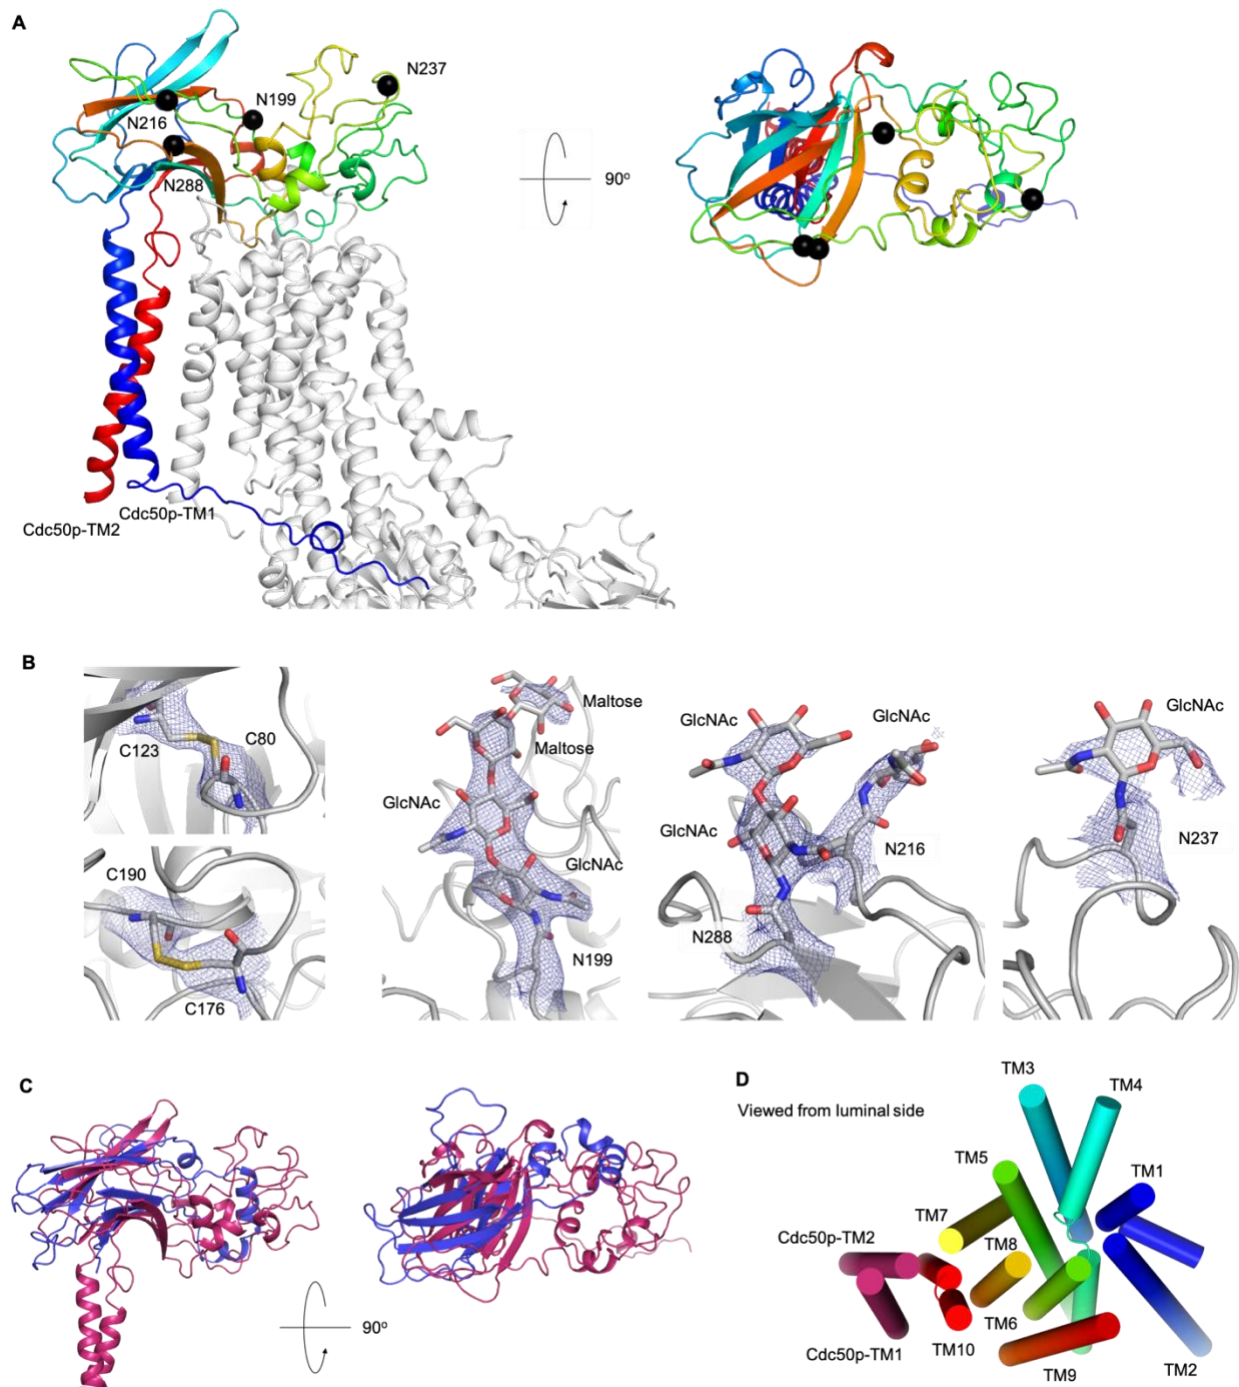 A
N237
N199
N216
N288
90º
Cdc50p-TM1
Cdc50p-TM2
B
Maltose
GlcNAc
GlcNAc
GlcNAc
C123
C80
Maltose
GlcNAc
GlcNAc
GlcNAc
N216
N237
C190
N288
N199
C176
C
D
TM3
TM4
Viewed from luminal side
TM5
TM1
TM7
Cdc50p-TM2
TM8
90º
TM6
Cdc50p-TM1
TM10
TM9
TM2